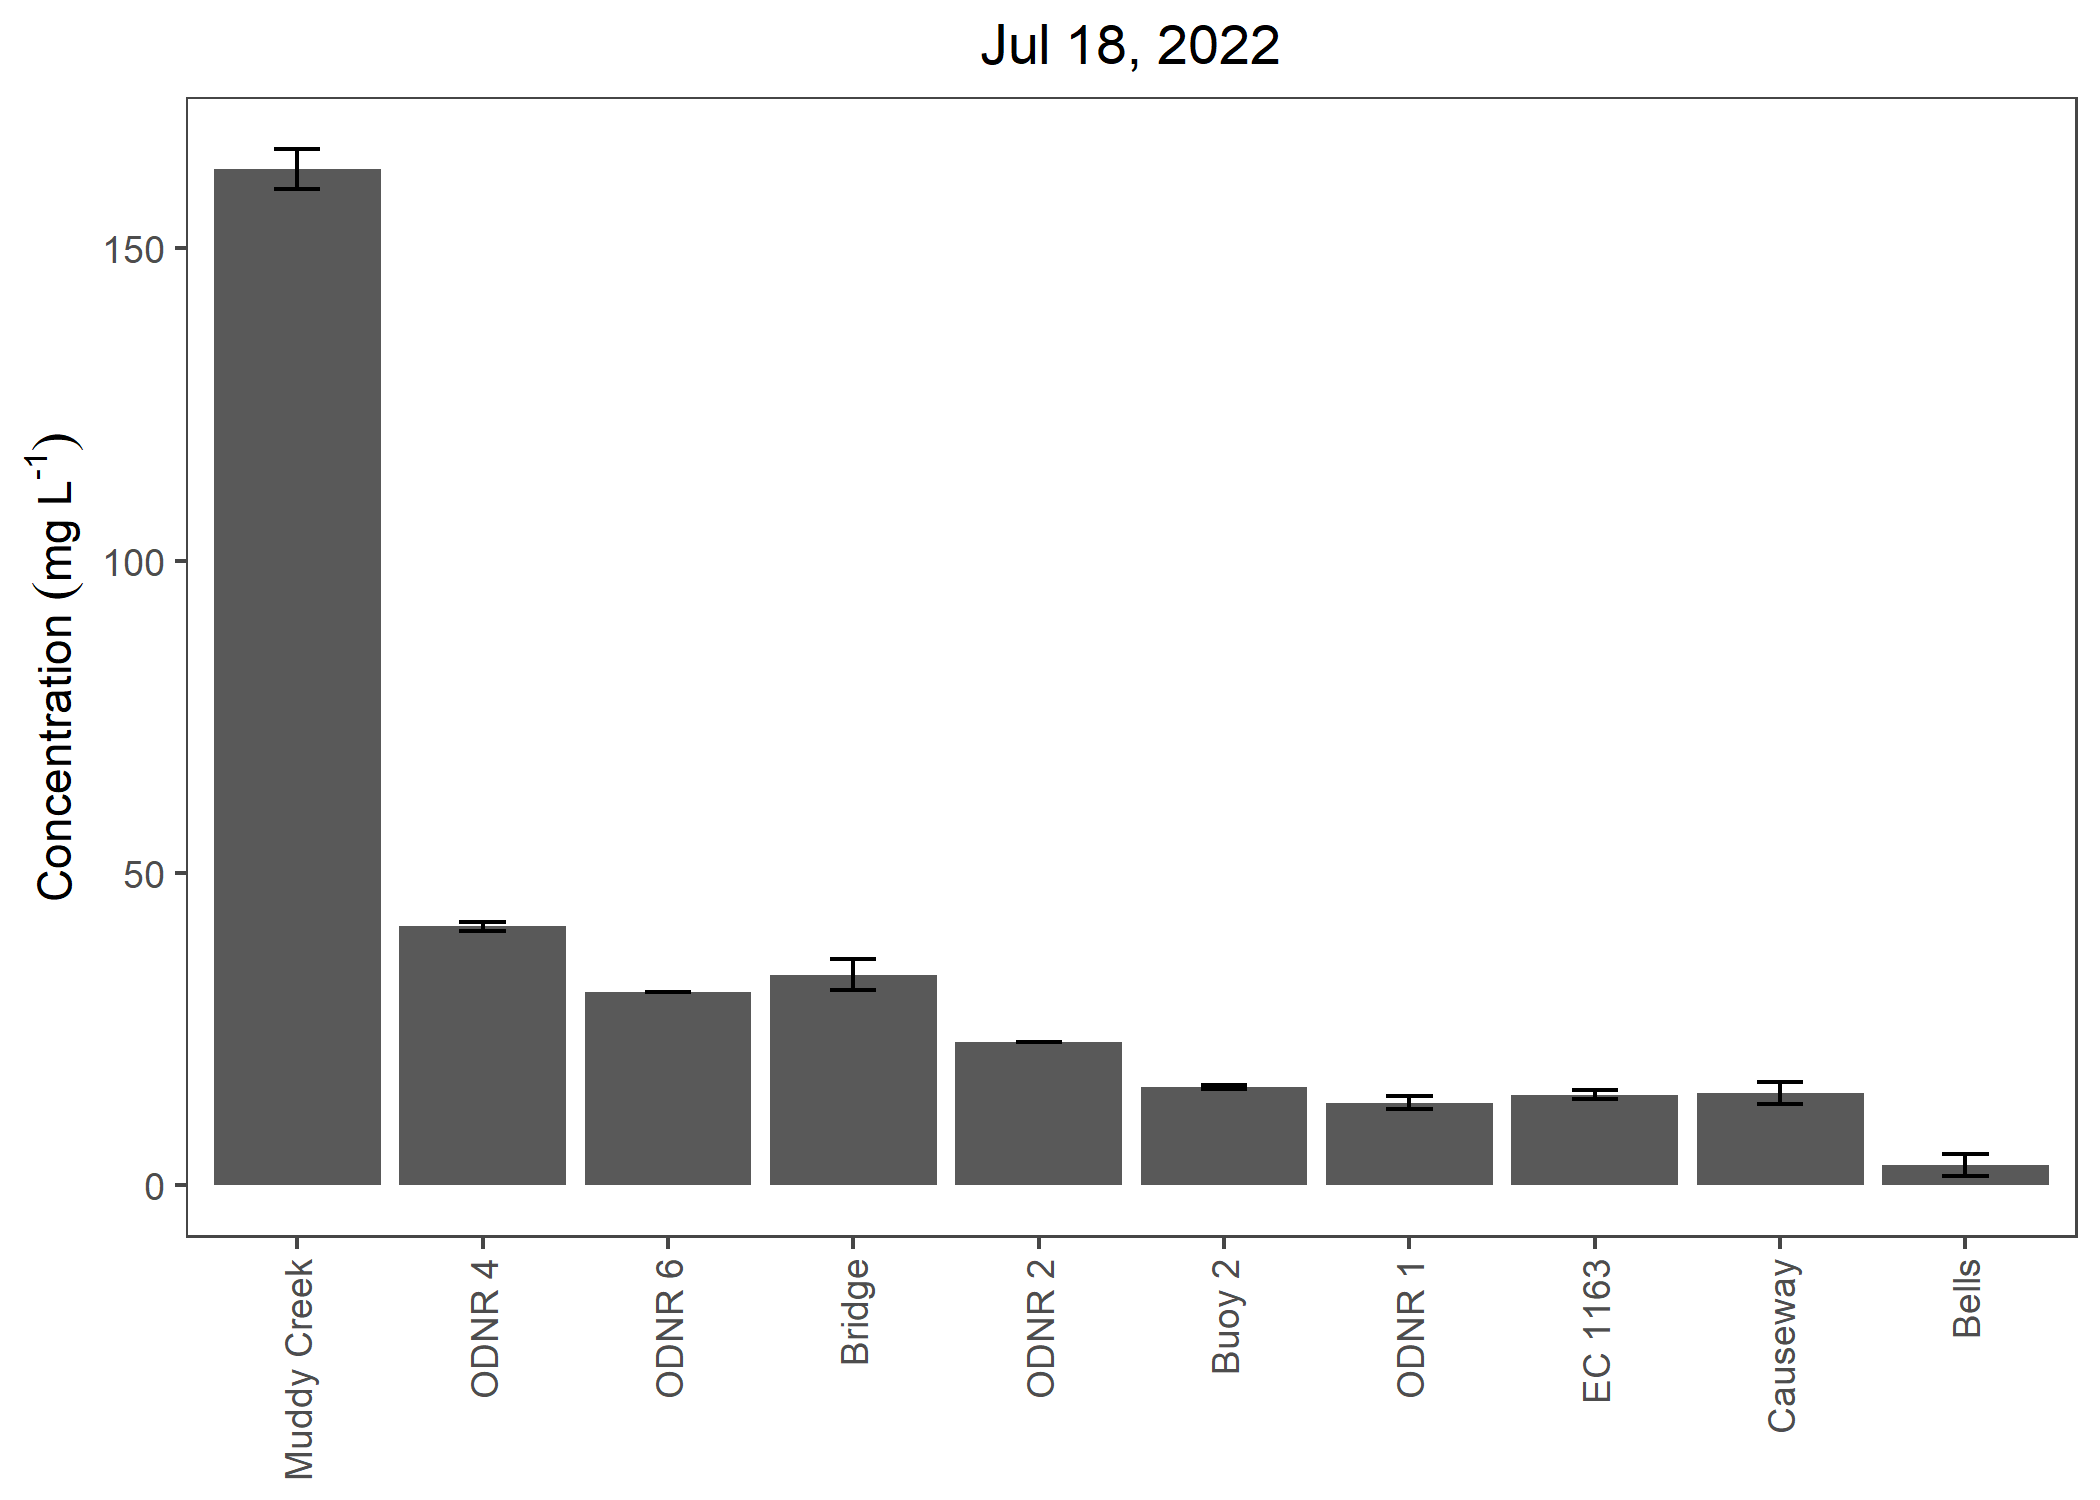 Jul 18, 2022
Concentration (mg L⁻¹)
150
100
50
0
Muddy Creek
ODNR 4
ODNR 6
Bridge
ODNR 2
Buoy 2
ODNR 1
EC 1163
Causeway
Bells